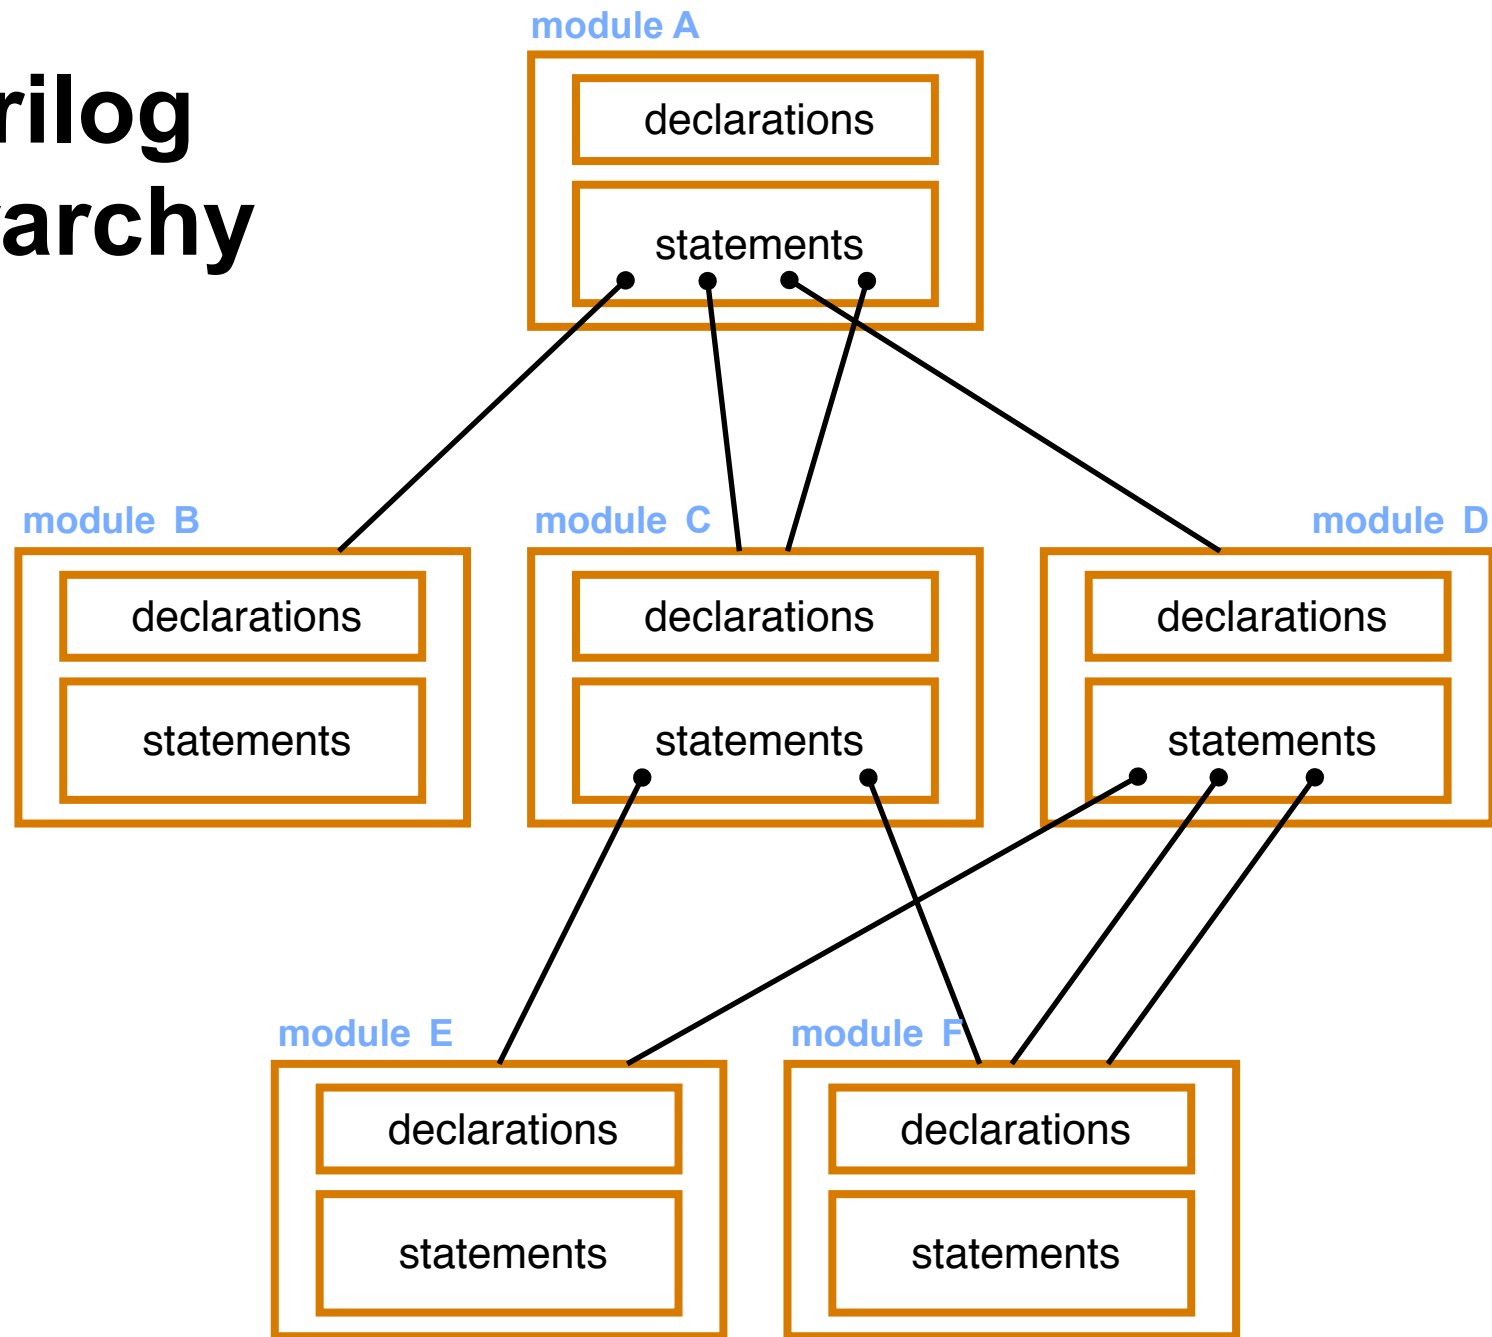 module A
rilog
archy
declarations
statements
module B
module C
module D
declarations
declarations
declarations
statements
statements
statements
module E
module F
declarations
declarations
statements
statements